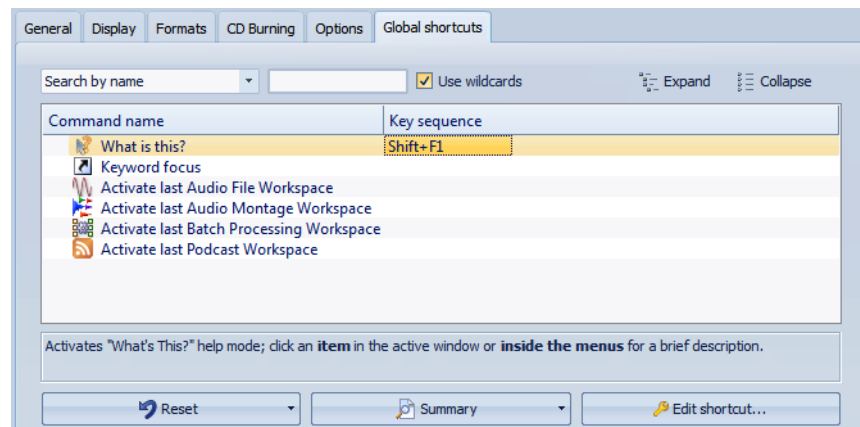 General Display Formats CD Burning Options Global shortcuts
Search by name Use wildcards Expand Collapse
Command name Key sequence
What is this? Shift+F1
Keyword focus
Activate last Audio File Workspace
Activate last Audio Montage Workspace
Activate last Batch Processing Workspace
Activate last Podcast Workspace
Activates "What's This?" help mode; click an item in the active window or inside the menus for a brief description.
Reset Summary Edit shortcut...